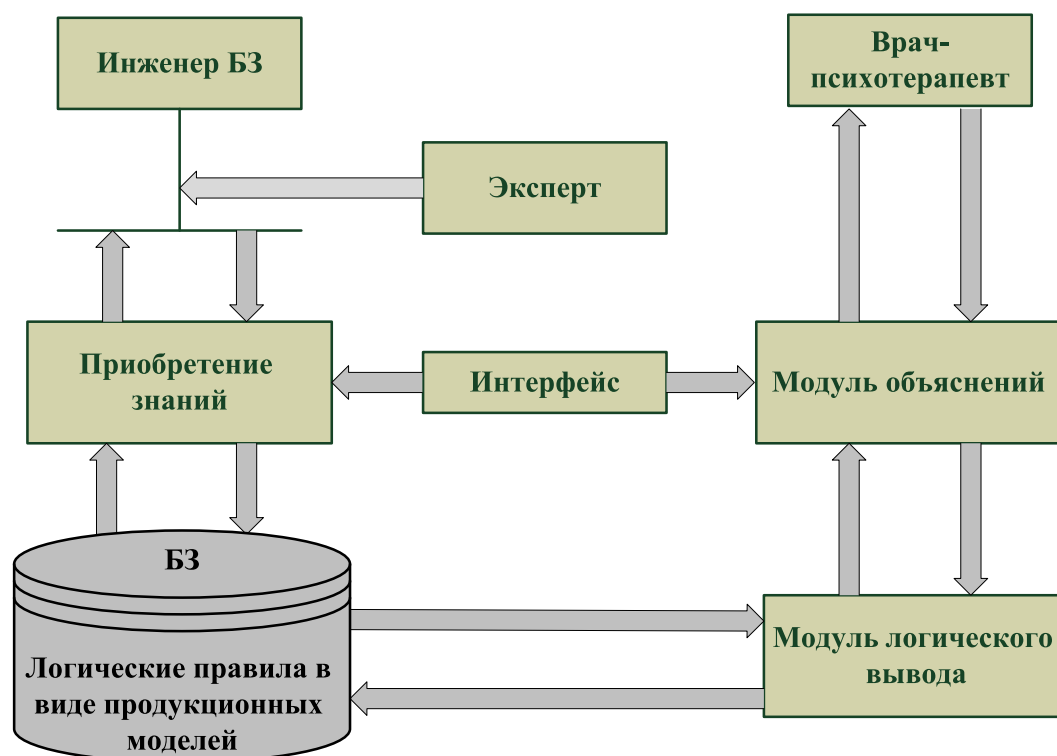 Инженер БЗ
Врач-
психотерапевт
Эксперт
Приобретение
знаний
Интерфейс
Модуль объяснений
БЗ
Логические правила в
виде продукционных
моделей
Модуль логического
вывода